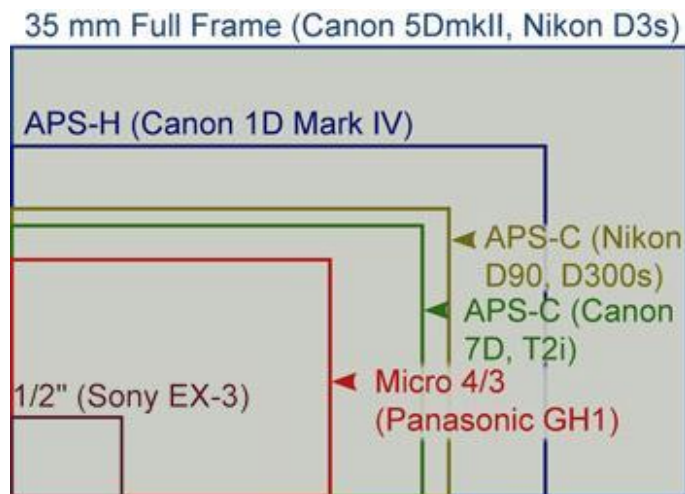 35 mm Full Frame (Canon 5DmkII, Nikon D3s)
APS-H (Canon 1D Mark IV)
APS-C (Nikon
D90, D300s)
APS-C (Canon
7D, T2i)
Micro 4/3
(Panasonic GH1)
1/2" (Sony EX-3)